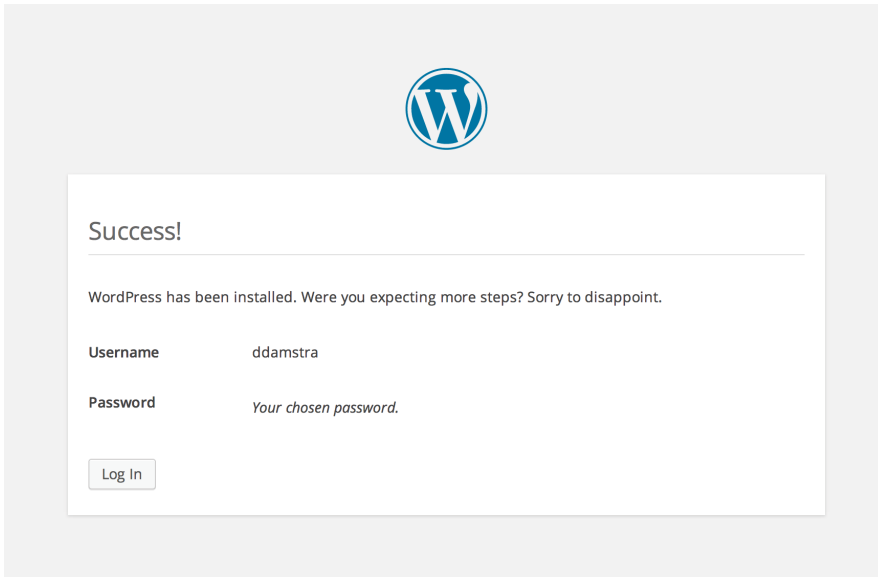 Success!
WordPress has been installed. Were you expecting more steps? Sorry to disappoint.
Username ddamstra
Password Your chosen password.
Log In